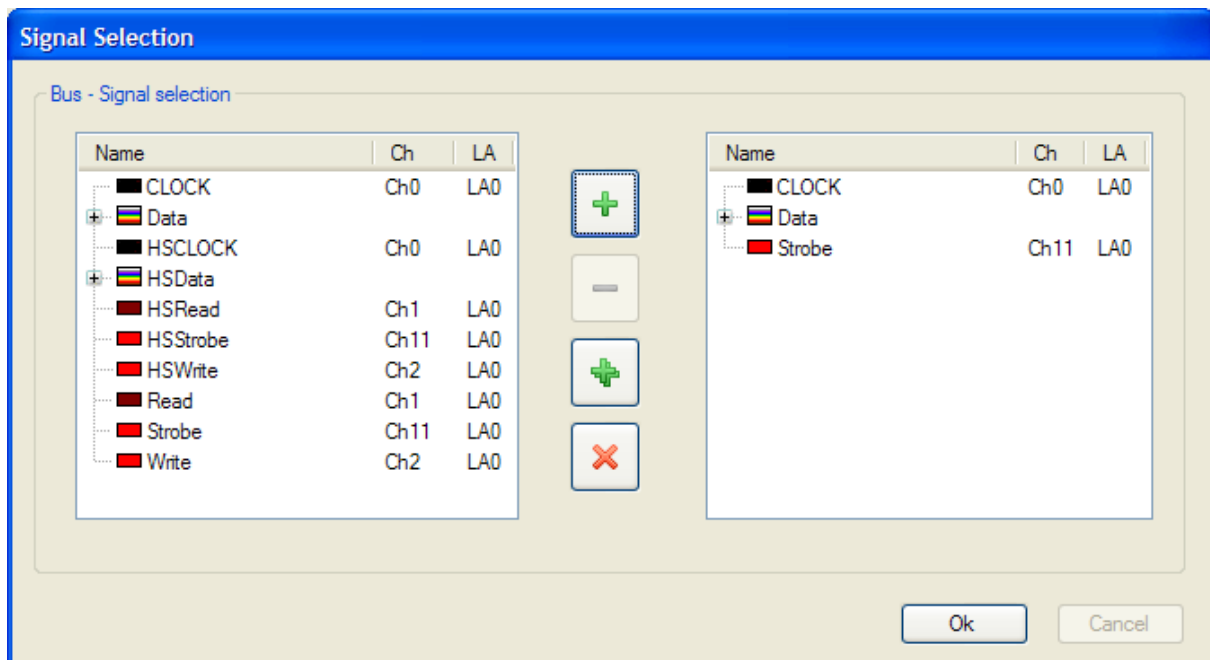 Signal Selection
Bus - Signal selection
Name Ch LA
CLOCK Ch0 LA0
Data
HSCLOCK Ch0 LA0
HSData
HSRead Ch1 LA0
HSStrobe Ch11 LA0
HSWrite Ch2 LA0
Read Ch1 LA0
Strobe Ch11 LA0
Write Ch2 LA0
Name Ch LA
CLOCK Ch0 LA0
Data
Strobe Ch11 LA0
Ok Cancel